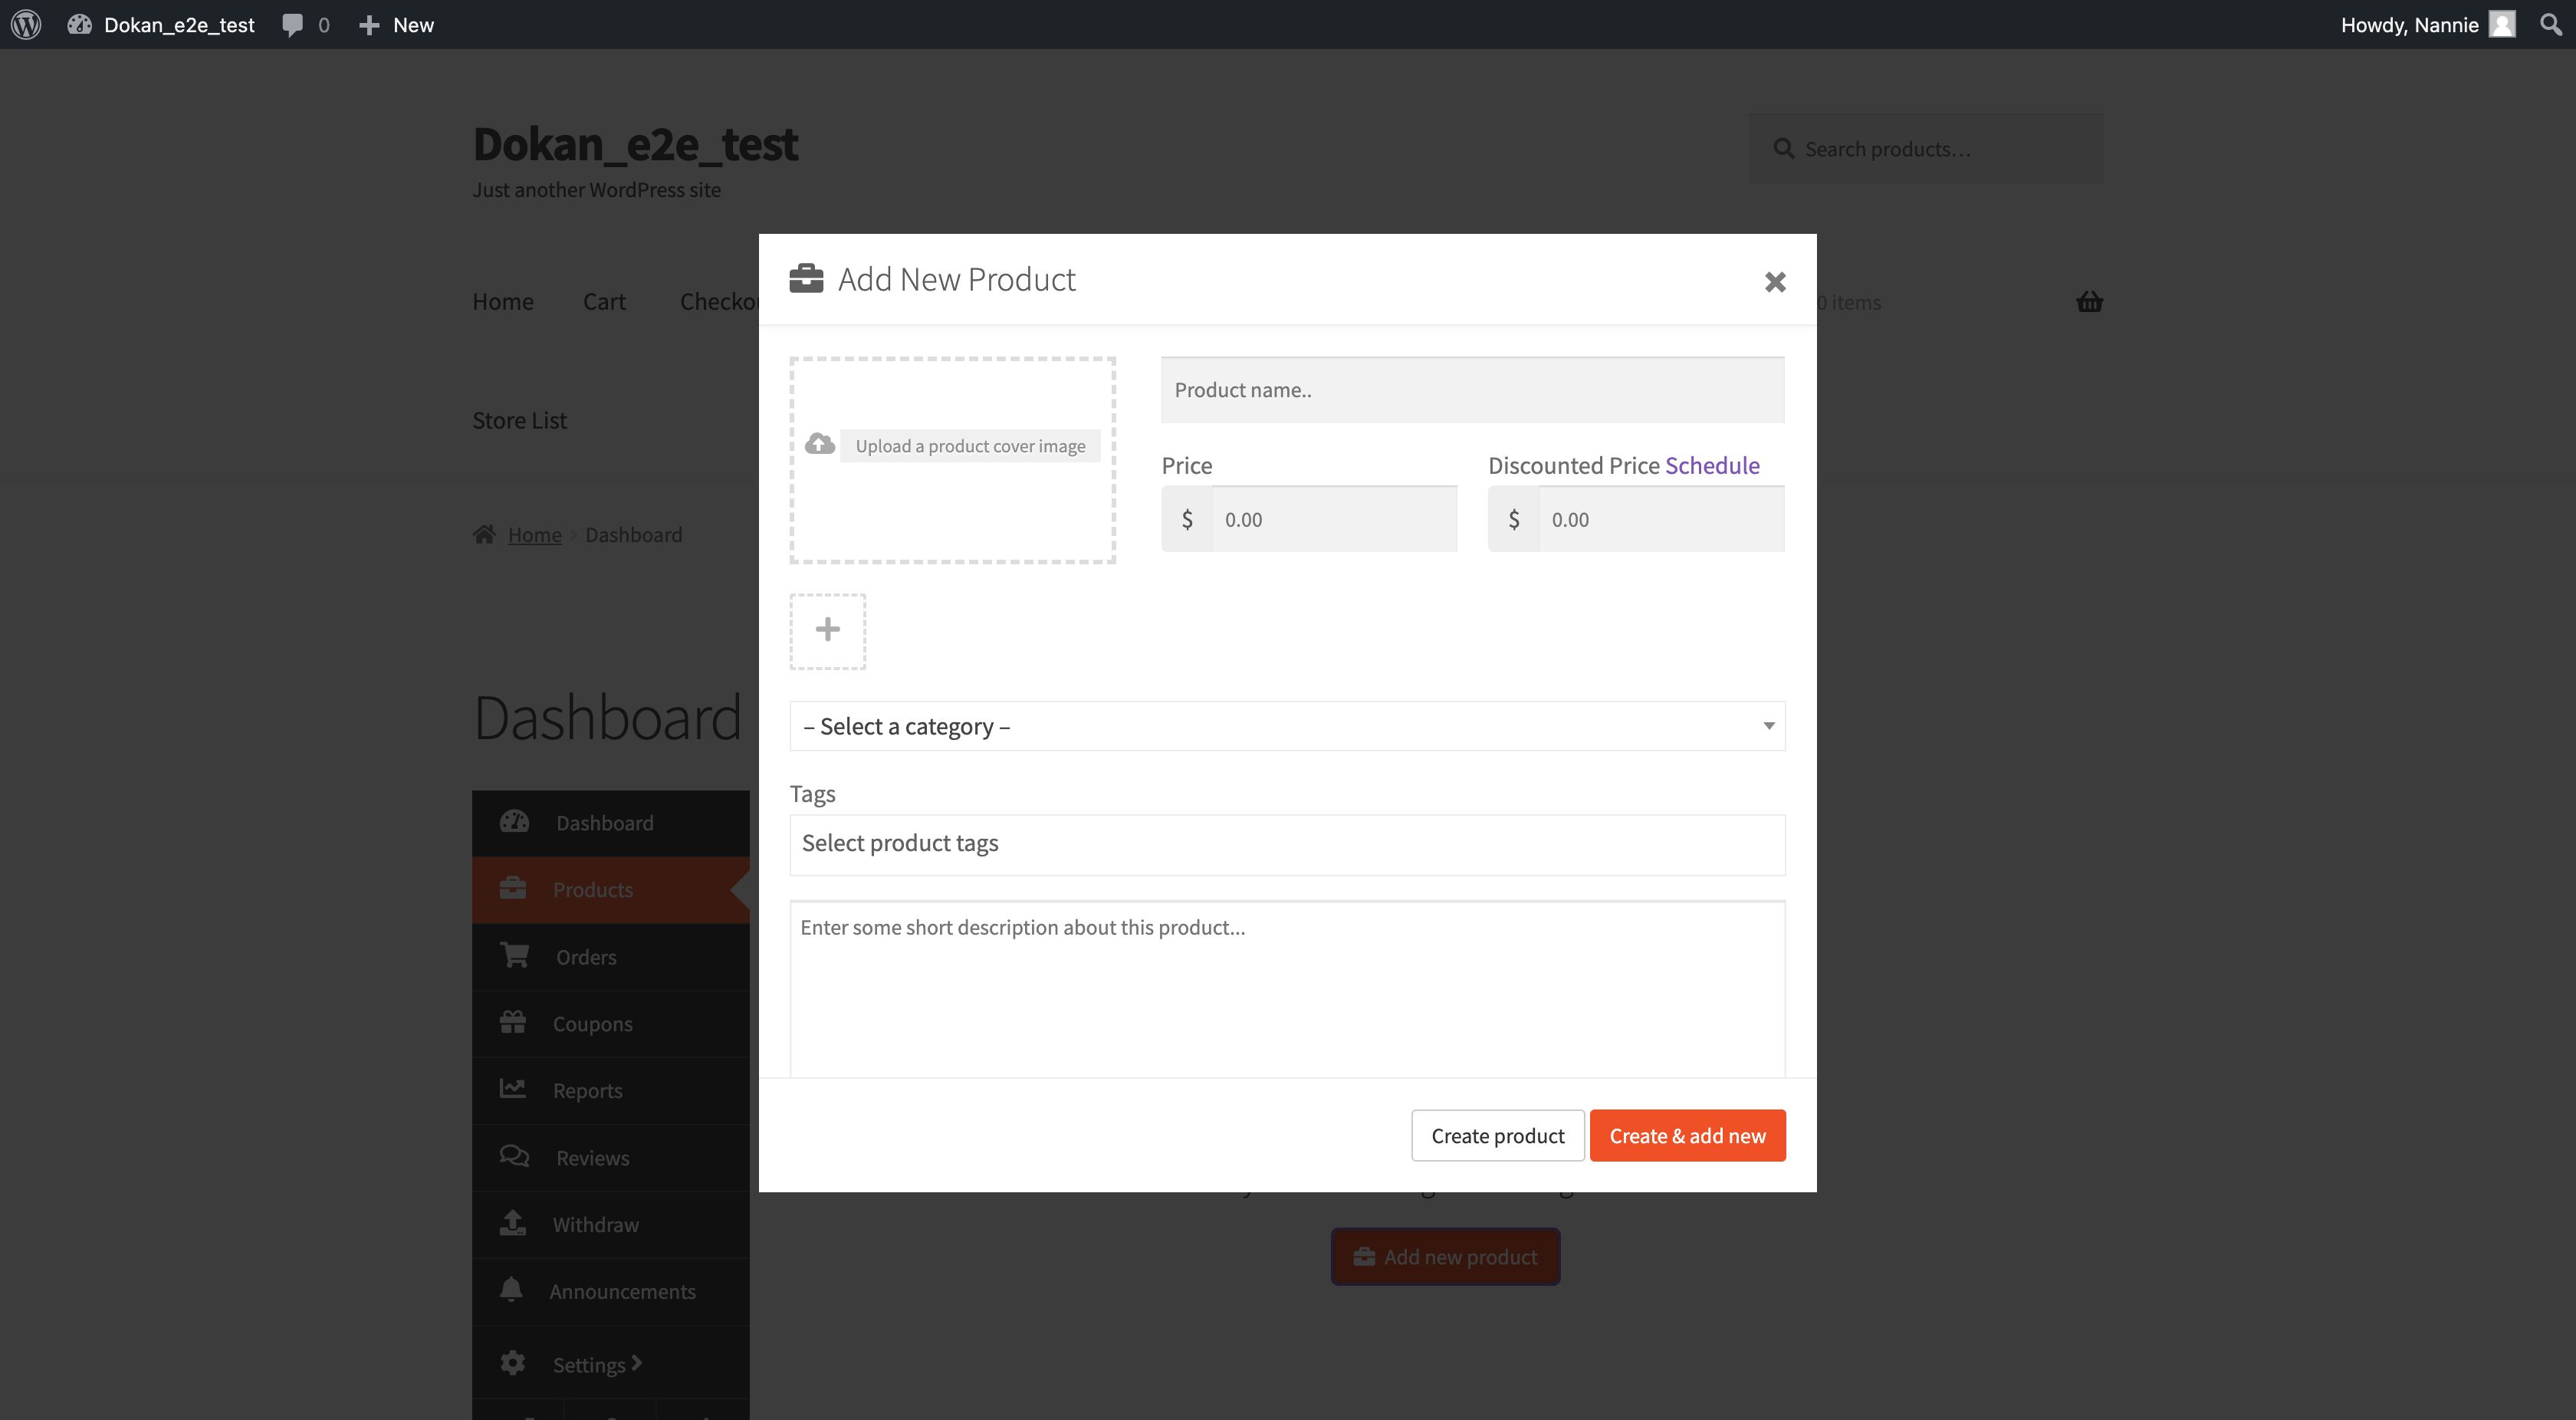 Dokan_e2e_test 0 New Howdy, Nannie
Dokan_e2e_test
Just another WordPress site
Search products…
Home Cart 0 items
Store List
Home Dashboard
Dashboard
Dashboard
Products
Orders
Coupons
Reports
Reviews
Withdraw
Announcements
Settings
Add New Product
Upload a product cover image
Product name..
Price
$ 0.00
Discounted Price Schedule
$ 0.00
– Select a category –
Tags
Select product tags
Enter some short description about this product...
Create product Create & add new
Add new product